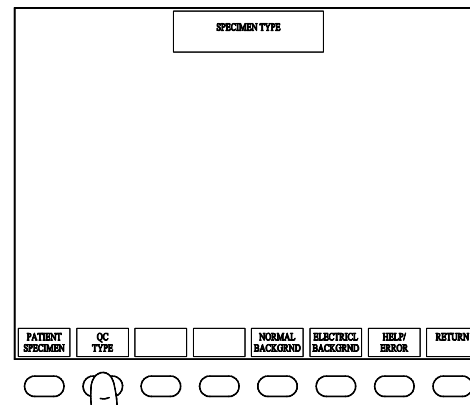 SPECIMEN TYPE
PATIENT
SPECIMEN
QC
TYPE
NORMAL
BACKGRND
ELECTRICL
BACKGRND
HELP/
ERROR
RETURN